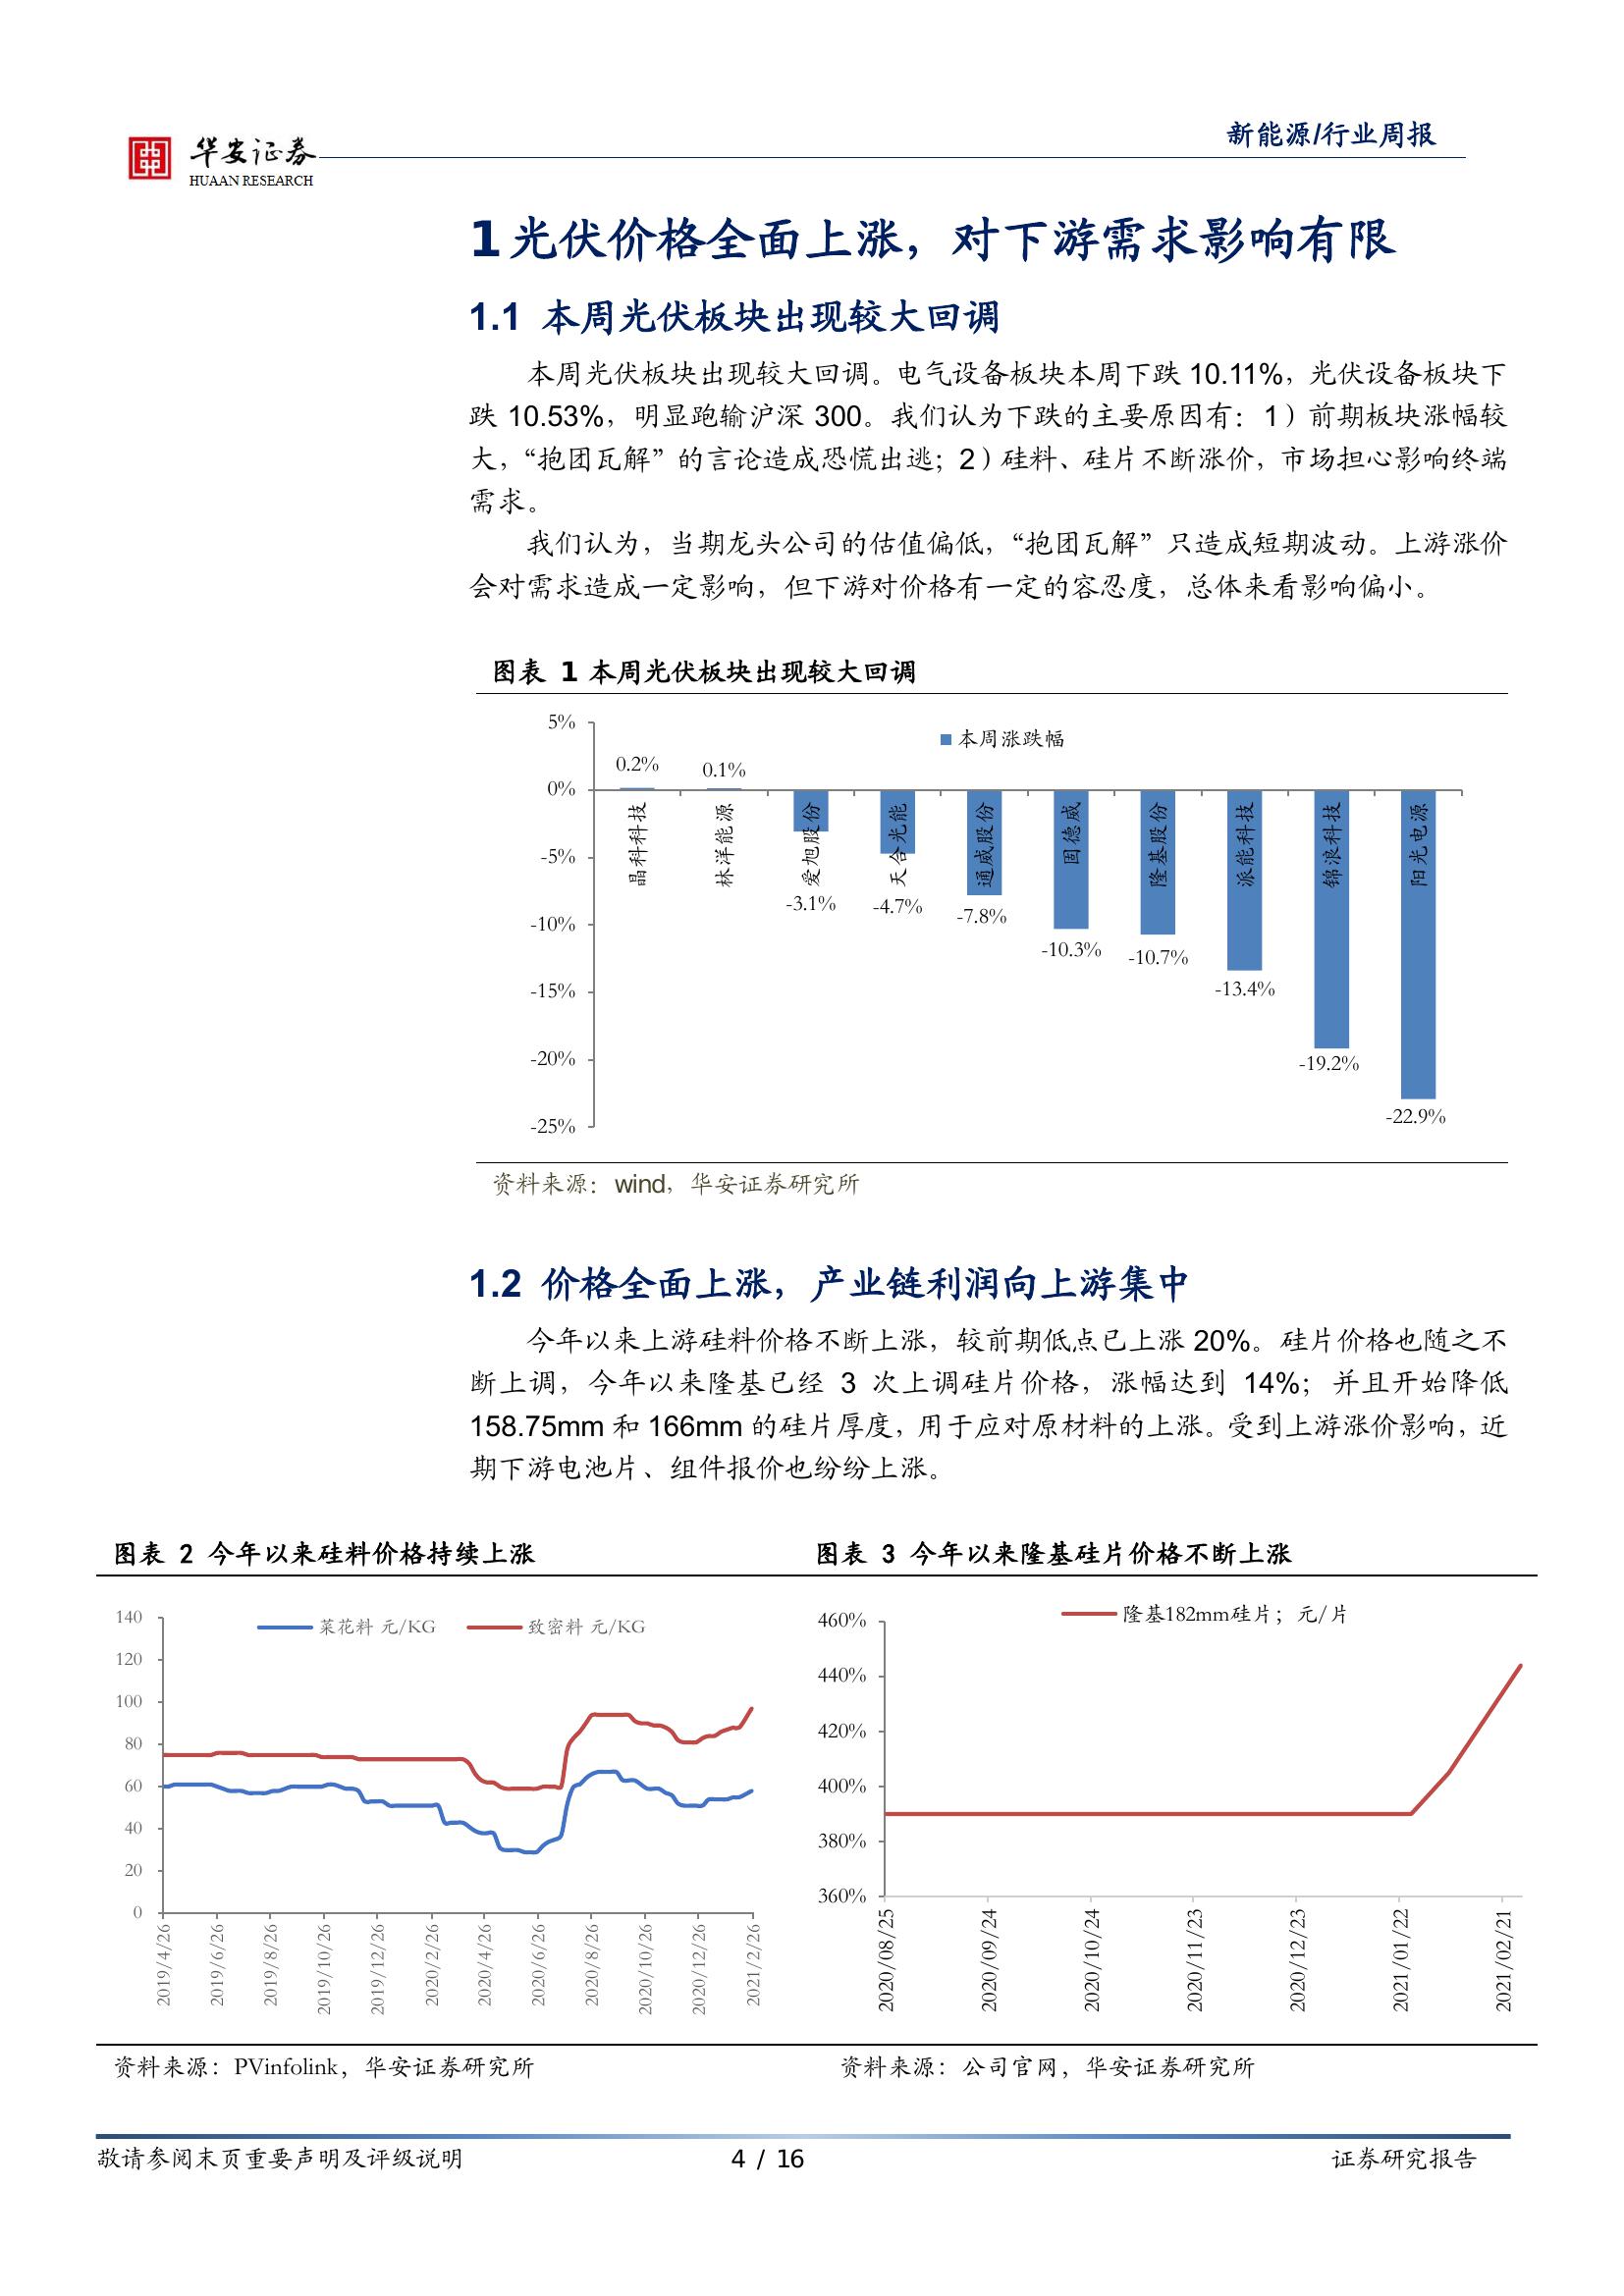 华安证券
HUAAN RESEARCH
新能源/行业周报
1光伏价格全面上涨，对下游需求影响有限
1.1 本周光伏板块出现较大回调
本周光伏板块出现较大回调。电气设备板块本周下跌 10.11%，光伏设备板块下
跌 10.53%，明显跑输沪深 300。我们认为下跌的主要原因有：1）前期板块涨幅较
大，“抱团瓦解”的言论造成恐慌出逃；2）硅料、硅片不断涨价，市场担心影响终端
需求。
我们认为，当期龙头公司的估值偏低，“抱团瓦解”只造成短期波动。上游涨价
会对需求造成一定影响，但下游对价格有一定的容忍度，总体来看影响偏小。
图表 1 本周光伏板块出现较大回调
本周涨跌幅
5%
0%
-5%
-10%
-15%
-20%
-25%
0.2%
0.1%
-3.1%
-4.7%
-7.8%
-10.3%
-10.7%
-13.4%
-19.2%
-22.9%
晶科科技
林洋能源
爱旭股份
天合光能
通威股份
固德威
隆基股份
派能科技
锦浪科技
阳光电源
资料来源：wind，华安证券研究所
1.2 价格全面上涨，产业链利润向上游集中
今年以来上游硅料价格不断上涨，较前期低点已上涨 20%。硅片价格也随之不
断上调，今年以来隆基已经 3 次上调硅片价格，涨幅达到 14%；并且开始降低
158.75mm 和 166mm 的硅片厚度，用于应对原材料的上涨。受到上游涨价影响，近
期下游电池片、组件报价也纷纷上涨。
图表 2 今年以来硅料价格持续上涨
菜花料 元/KG
致密料 元/KG
140
120
100
80
60
40
20
0
2019/4/26
2019/6/26
2019/8/26
2019/10/26
2019/12/26
2020/2/26
2020/4/26
2020/6/26
2020/8/26
2020/10/26
2020/12/26
2021/2/26
资料来源：PVinfolink，华安证券研究所
图表 3 今年以来隆基硅片价格不断上涨
隆基182mm硅片；元/片
460%
440%
420%
400%
380%
360%
2020/08/25
2020/09/24
2020/10/24
2020/11/23
2020/12/23
2021/01/22
2021/02/21
资料来源：公司官网，华安证券研究所
敬请参阅末页重要声明及评级说明
4 / 16
证券研究报告